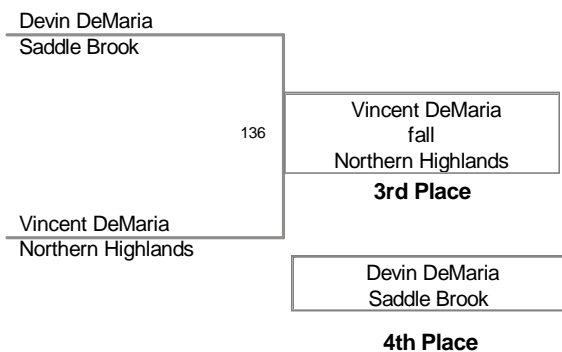 Devin DeMaria
Saddle Brook
136
Vincent DeMaria
fall
Northern Highlands
3rd Place
Vincent DeMaria
Northern Highlands
Devin DeMaria
Saddle Brook
4th Place